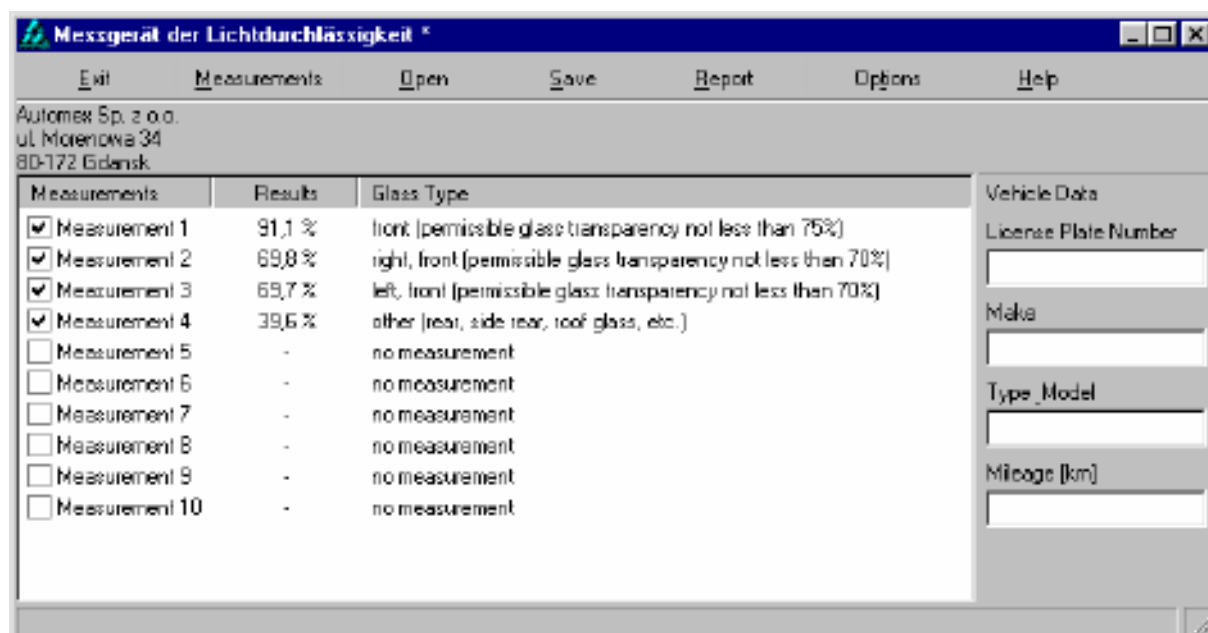 Messgerät der Lichtdurchlässigkeit *
Exit Measurements Open Save Report Options Help
Automex Sp. z o.o.
ul. Morenowa 34
80-172 Gdansk
Measurements Results Glass Type
Measurement 1 91,1 % front (permissible glass transparency not less than 75%)
Measurement 2 69,8 % right, front (permissible glass transparency not less than 70%)
Measurement 3 69,7 % left, front (permissible glass transparency not less than 70%)
Measurement 4 39,6 % other (rear, side rear, roof glass, etc.)
Measurement 5 - no measurement
Measurement 6 - no measurement
Measurement 7 - no measurement
Measurement 8 - no measurement
Measurement 9 - no measurement
Measurement 10 - no measurement
Vehicle Data
License Plate Number
Make
Type_Model
Mileage [km]